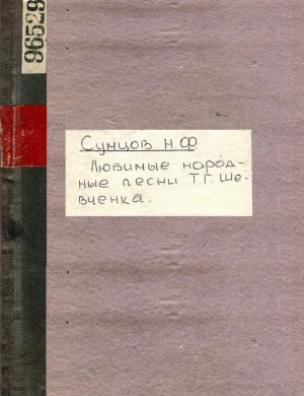 96529
Сумцов Н.Ф
Любимые народ-
ные песни Т.Г. Ше-
вченка.